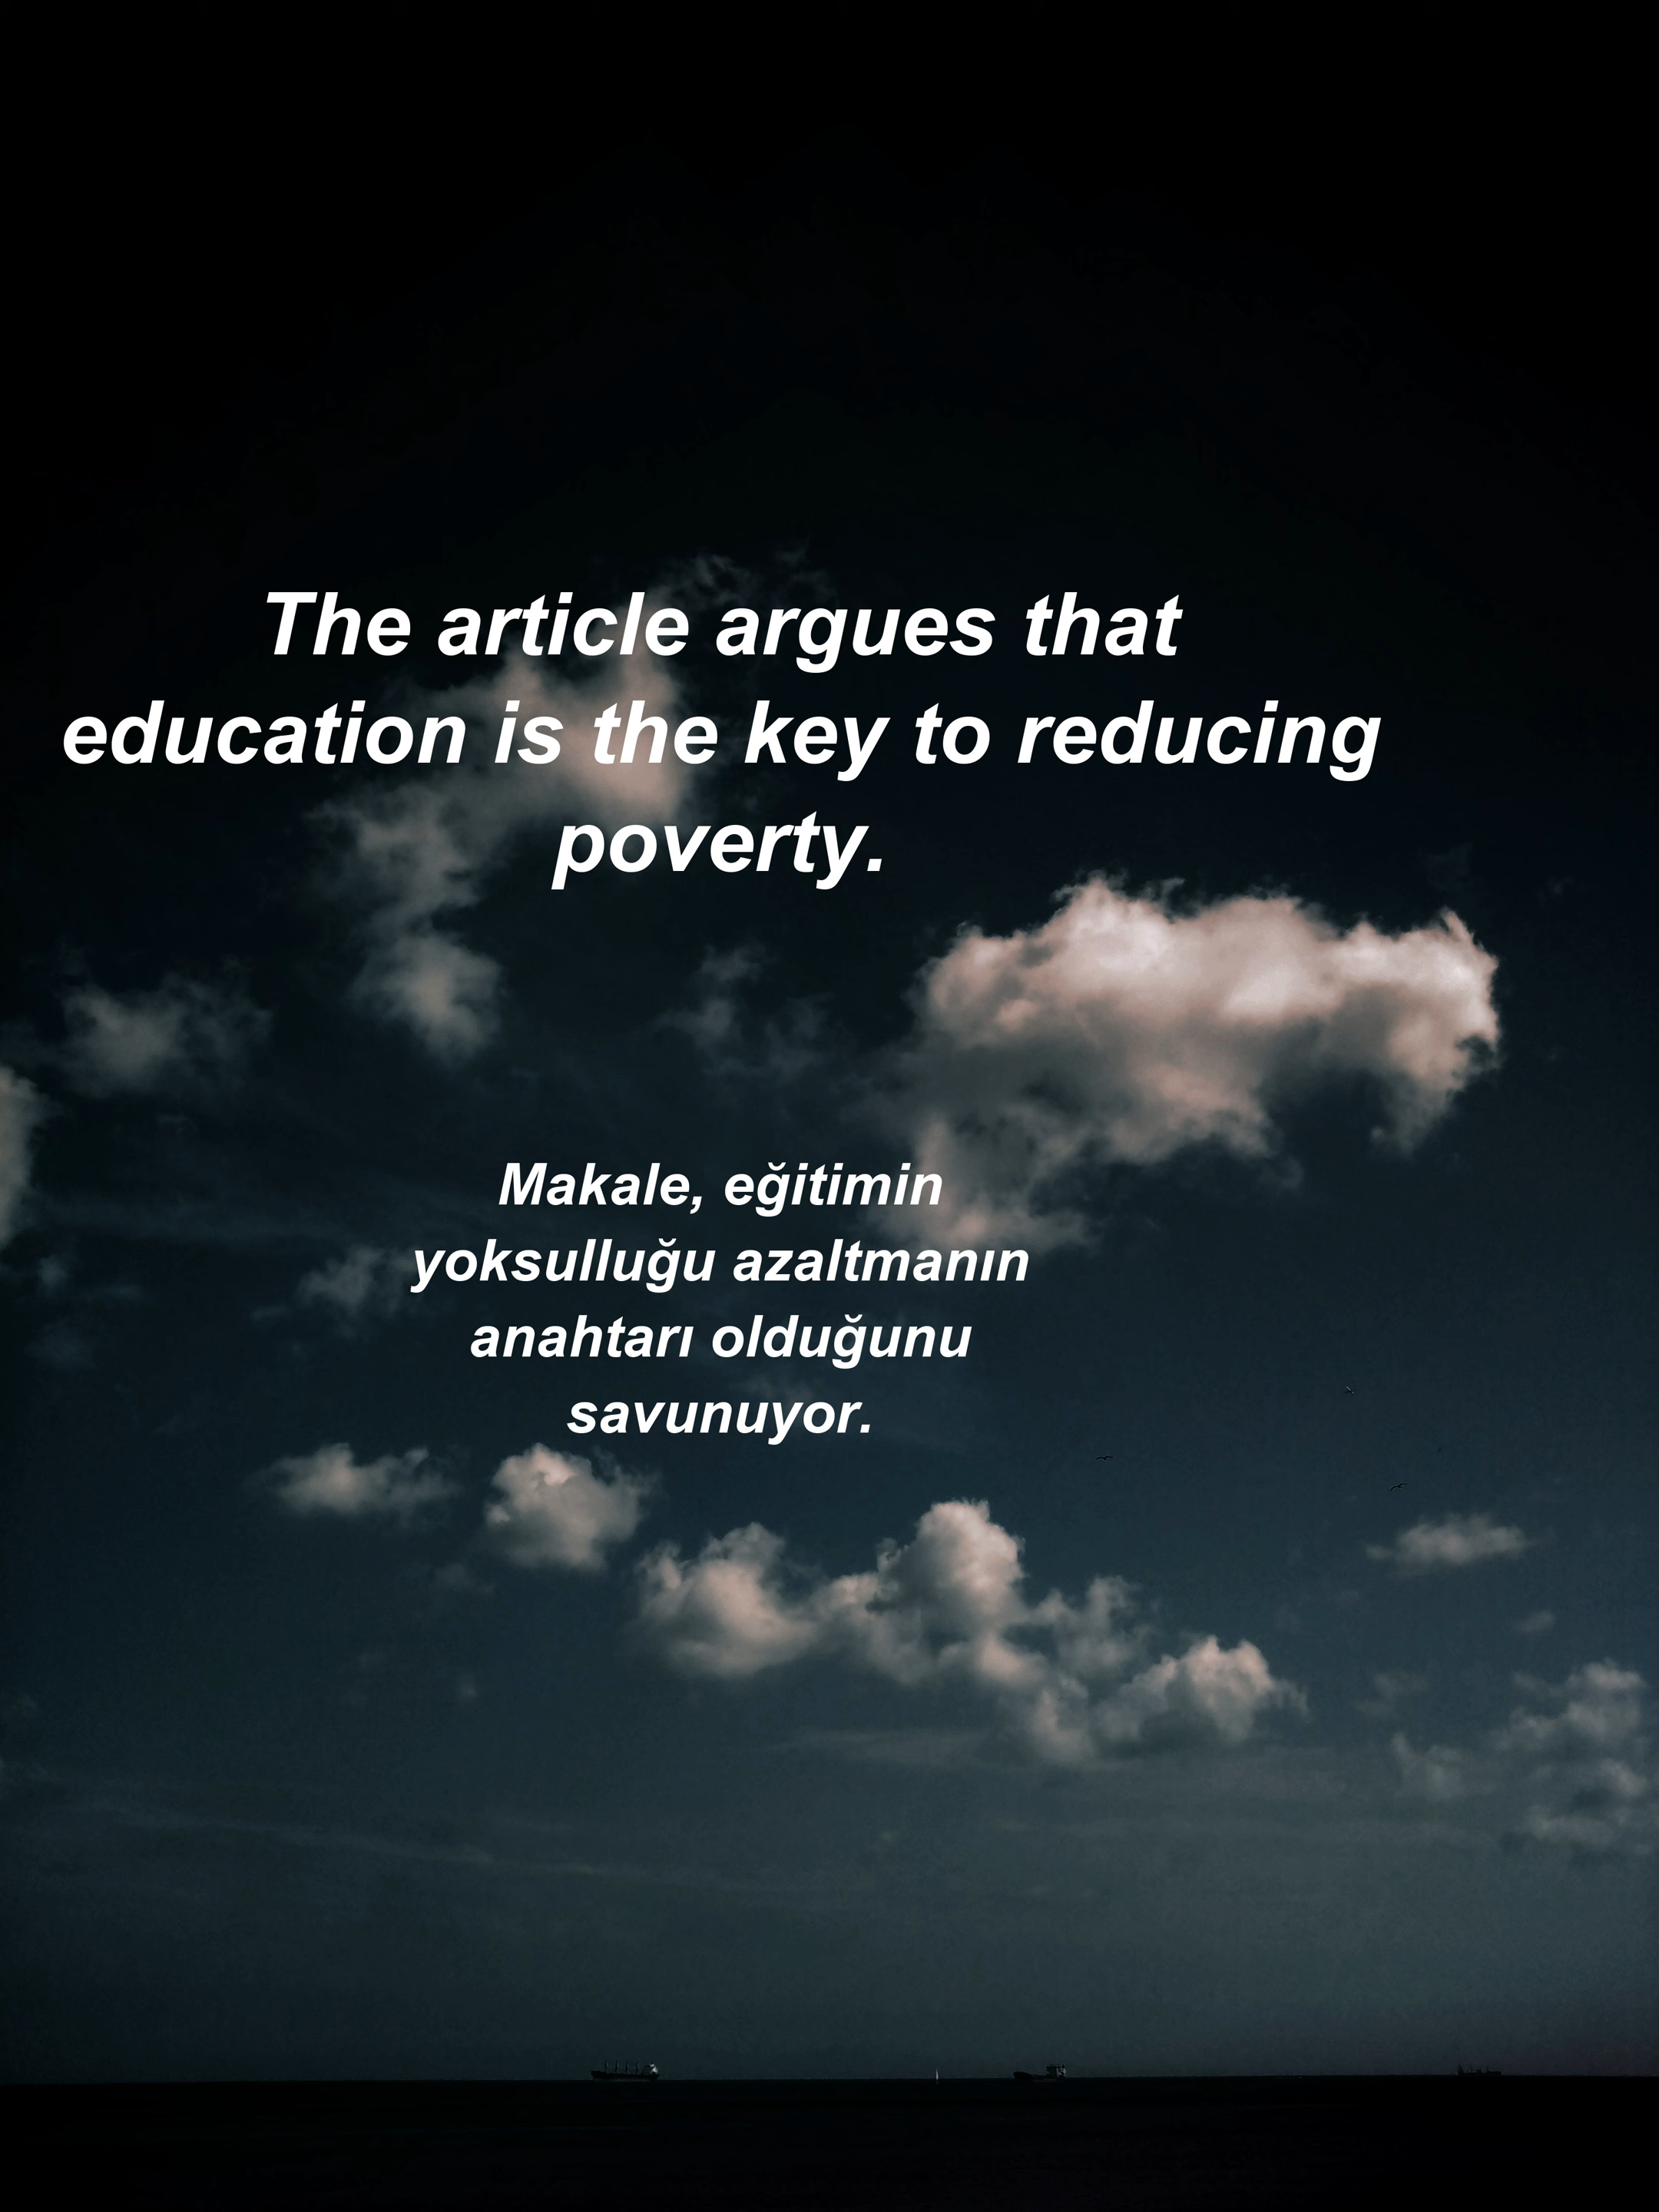 The article argues that
education is the key to reducing
poverty.
Makale, eğitimin
yoksulluğu azaltmanın
anahtarı olduğunu
savunuyor.